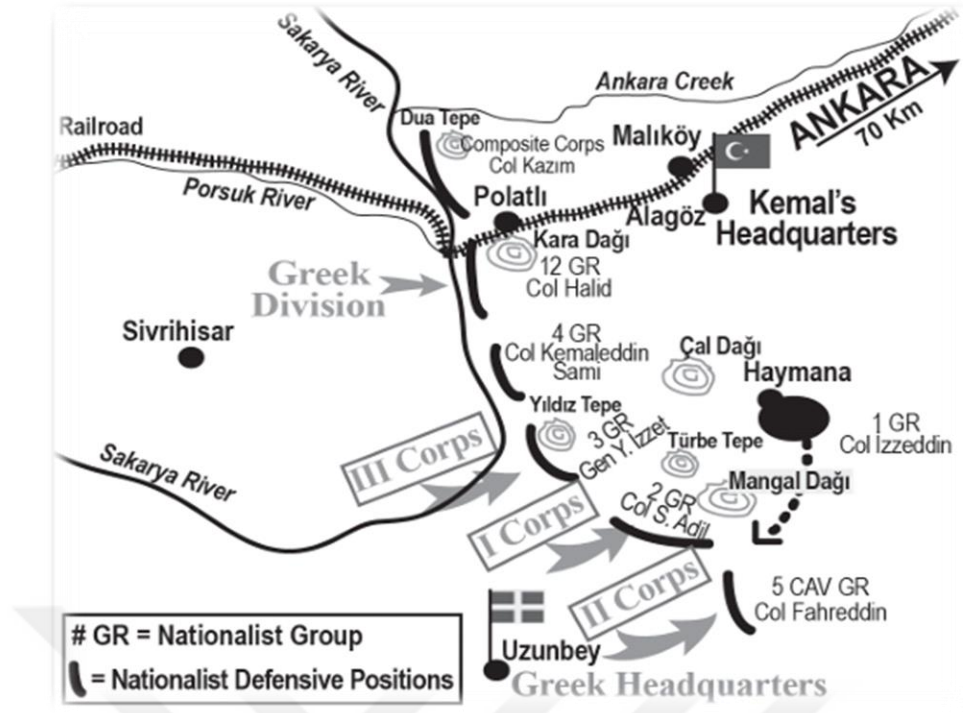 Sakarya River
Ankara Creek
ANKARA
70 Km
Railroad
Dua Tepe
Composite Corps
Col Kazım
Malıköy
Porsuk River
Polatlı
Alagöz
Kemal's
Headquarters
Kara Dağı
12 GR
Col Halid
Greek
Division
Sivrihisar
4 GR
Col Kemaleddin
Sami
Çal Dağı
Haymana
Yıldız Tepe
3 GR
Gen Y. Izzet
Türbe Tepe
1 GR
Col Izzeddin
III Corps
Sakarya River
Mangal Dağı
2 GR
Col S. Adil
I Corps
II Corps
5 CAV GR
Col Fahreddin
# GR = Nationalist Group
= Nationalist Defensive Positions
Uzunbey
Greek Headquarters